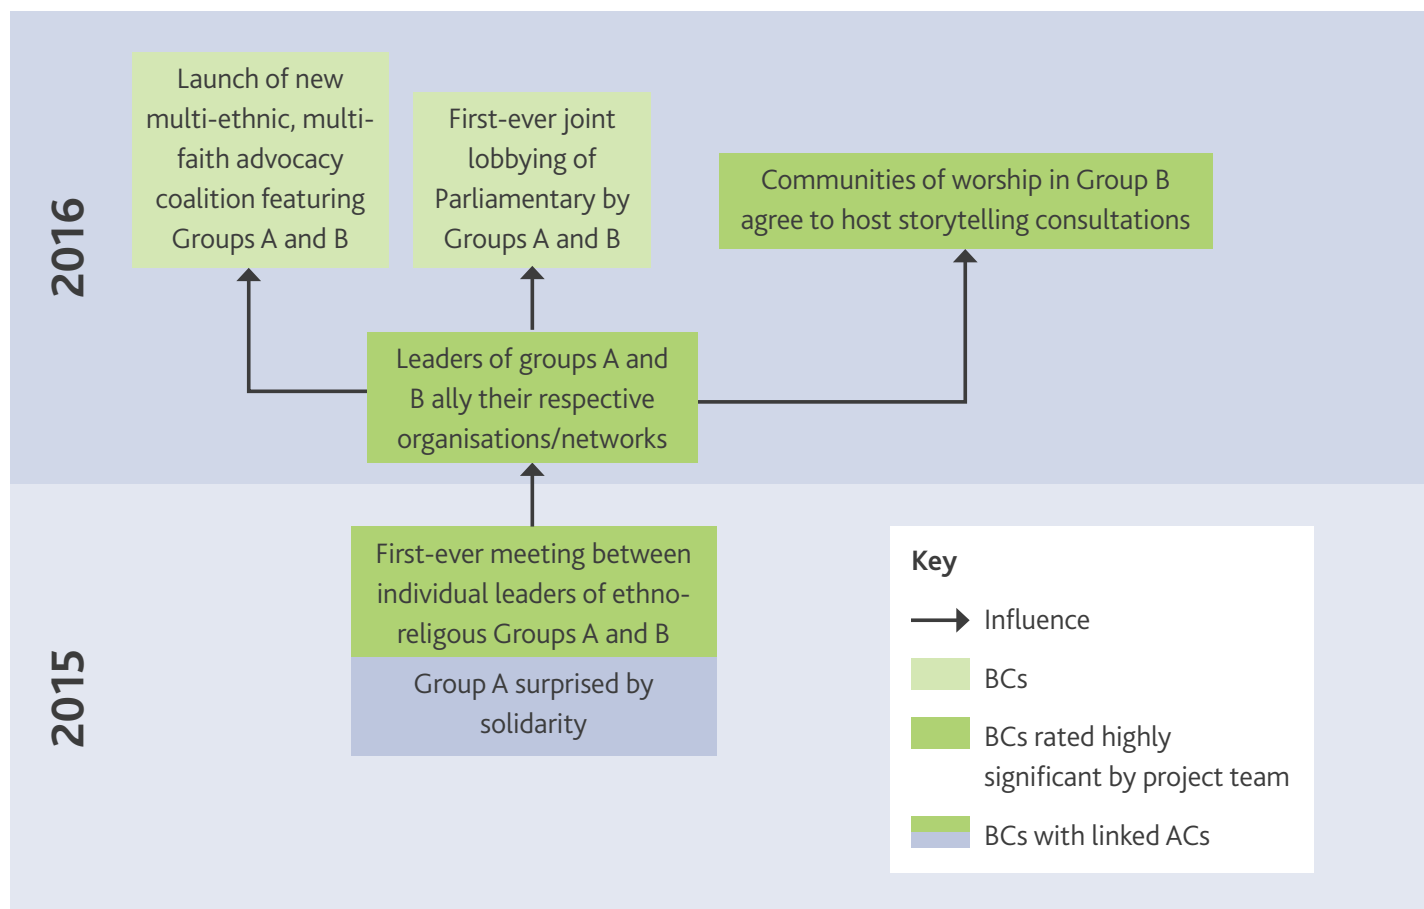 2016
Launch of new
multi-ethnic, multi-
faith advocacy
coalition featuring
Groups A and B
First-ever joint
lobbying of
Parliamentary by
Groups A and B
Communities of worship in Group B
agree to host storytelling consultations
Leaders of groups A and
B ally their respective
organisations/networks
2015
First-ever meeting between
individual leaders of ethno-
religous Groups A and B
Group A surprised by
solidarity
Key
Influence
BCs
BCs rated highly
significant by project team
BCs with linked ACs